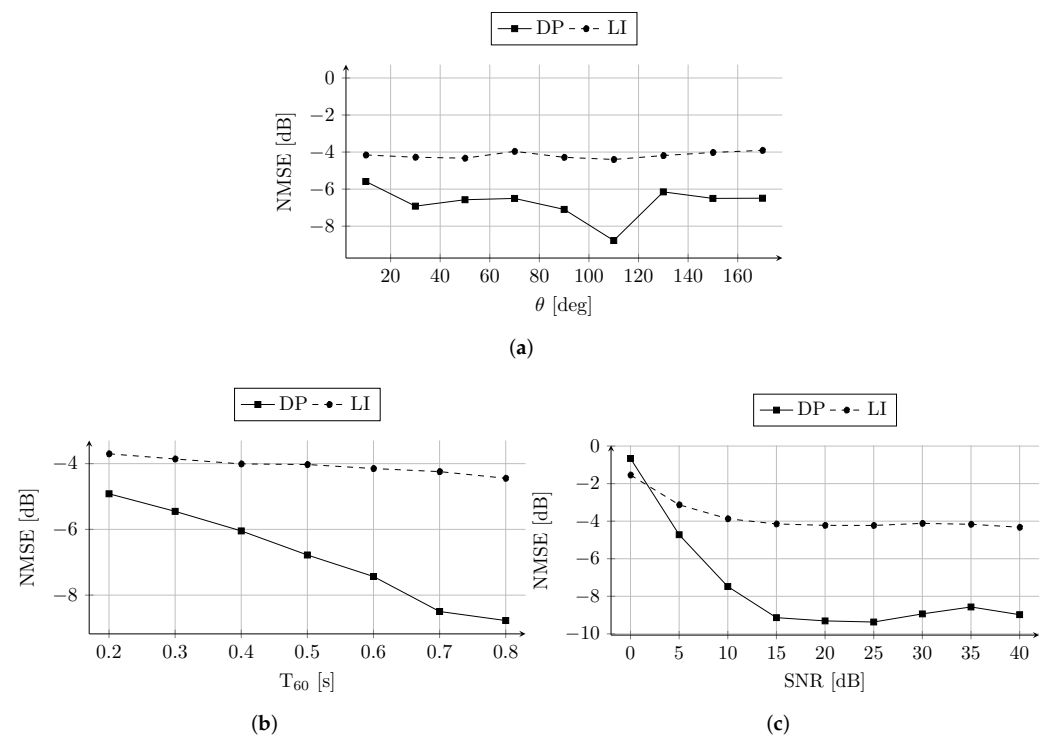 DP LI
0
−2
−4
−6
−8
NMSE [dB]
20 40 60 80 100 120 140 160
θ [deg]
(a)
DP LI
−4
−6
−8
NMSE [dB]
0.2 0.3 0.4 0.5 0.6 0.7 0.8
T60 [s]
(b)
DP LI
0
−2
−4
−6
−8
−10
NMSE [dB]
0 5 10 15 20 25 30 35 40
SNR [dB]
(c)